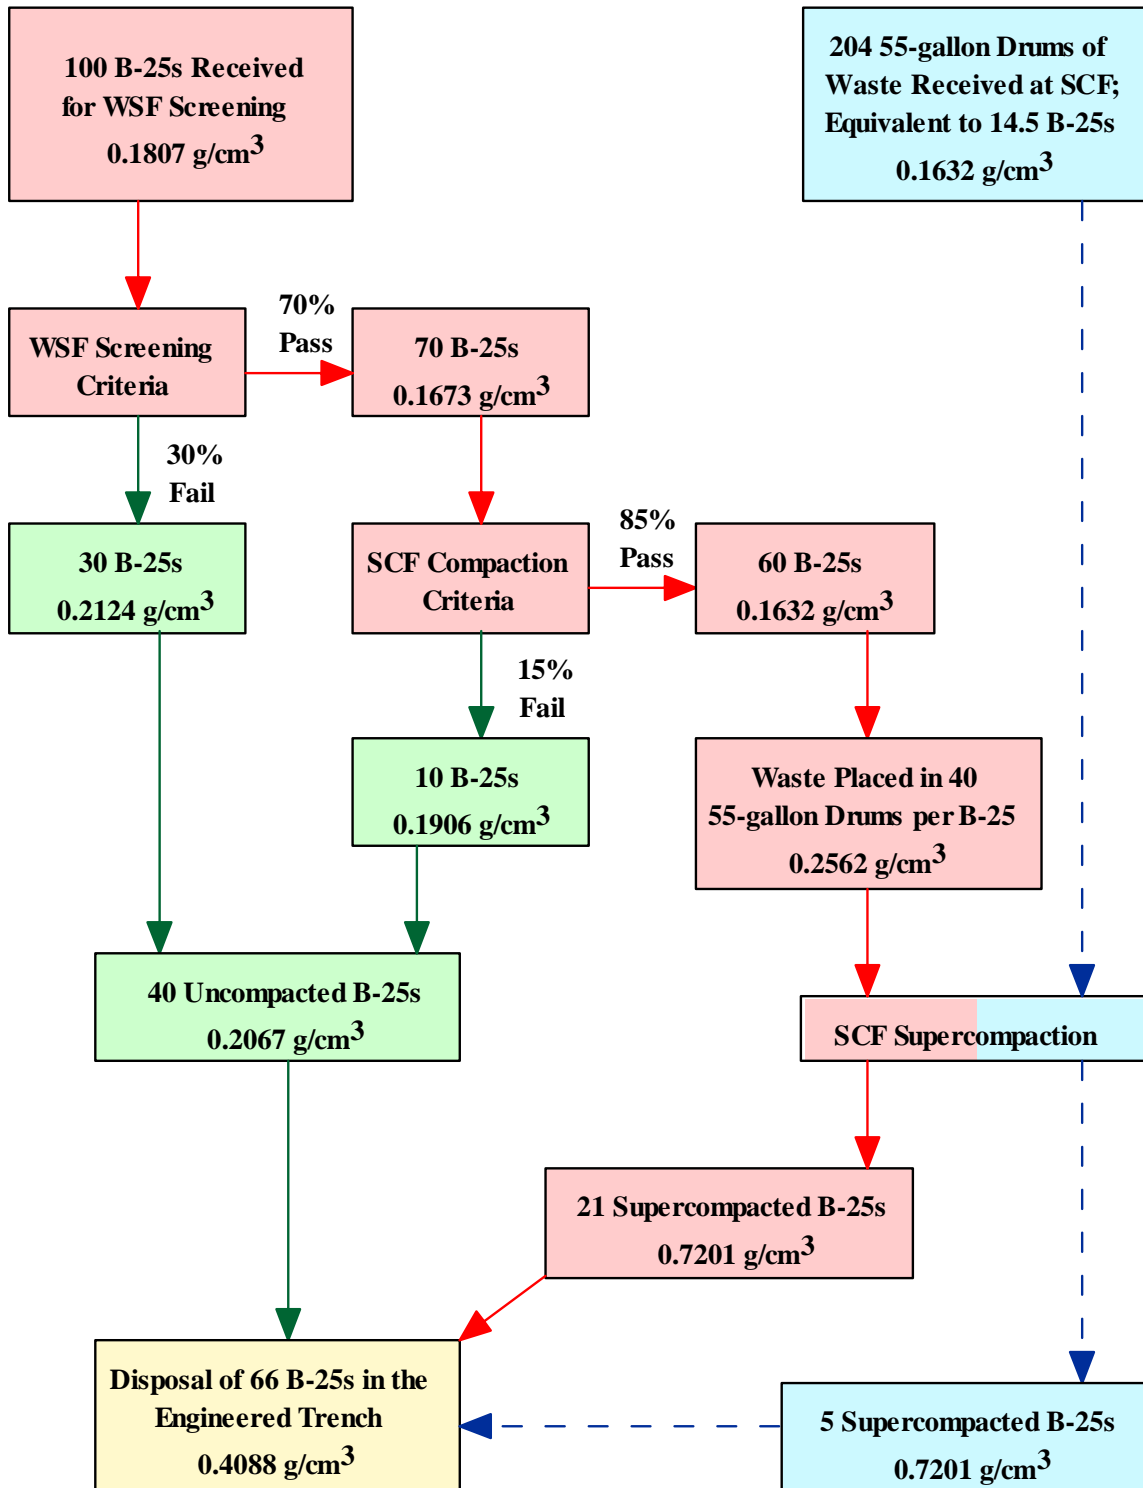 100 B-25s Received
for WSF Screening
0.1807 g/cm3
204 55-gallon Drums of
Waste Received at SCF;
Equivalent to 14.5 B-25s
0.1632 g/cm3
WSF Screening
Criteria
70%
Pass
70 B-25s
0.1673 g/cm3
30%
Fail
30 B-25s
0.2124 g/cm3
SCF Compaction
Criteria
85%
Pass
60 B-25s
0.1632 g/cm3
15%
Fail
10 B-25s
0.1906 g/cm3
Waste Placed in 40
55-gallon Drums per B-25
0.2562 g/cm3
40 Uncompacted B-25s
0.2067 g/cm3
SCF Supercompaction
21 Supercompacted B-25s
0.7201 g/cm3
Disposal of 66 B-25s in the
Engineered Trench
0.4088 g/cm3
5 Supercompacted B-25s
0.7201 g/cm3